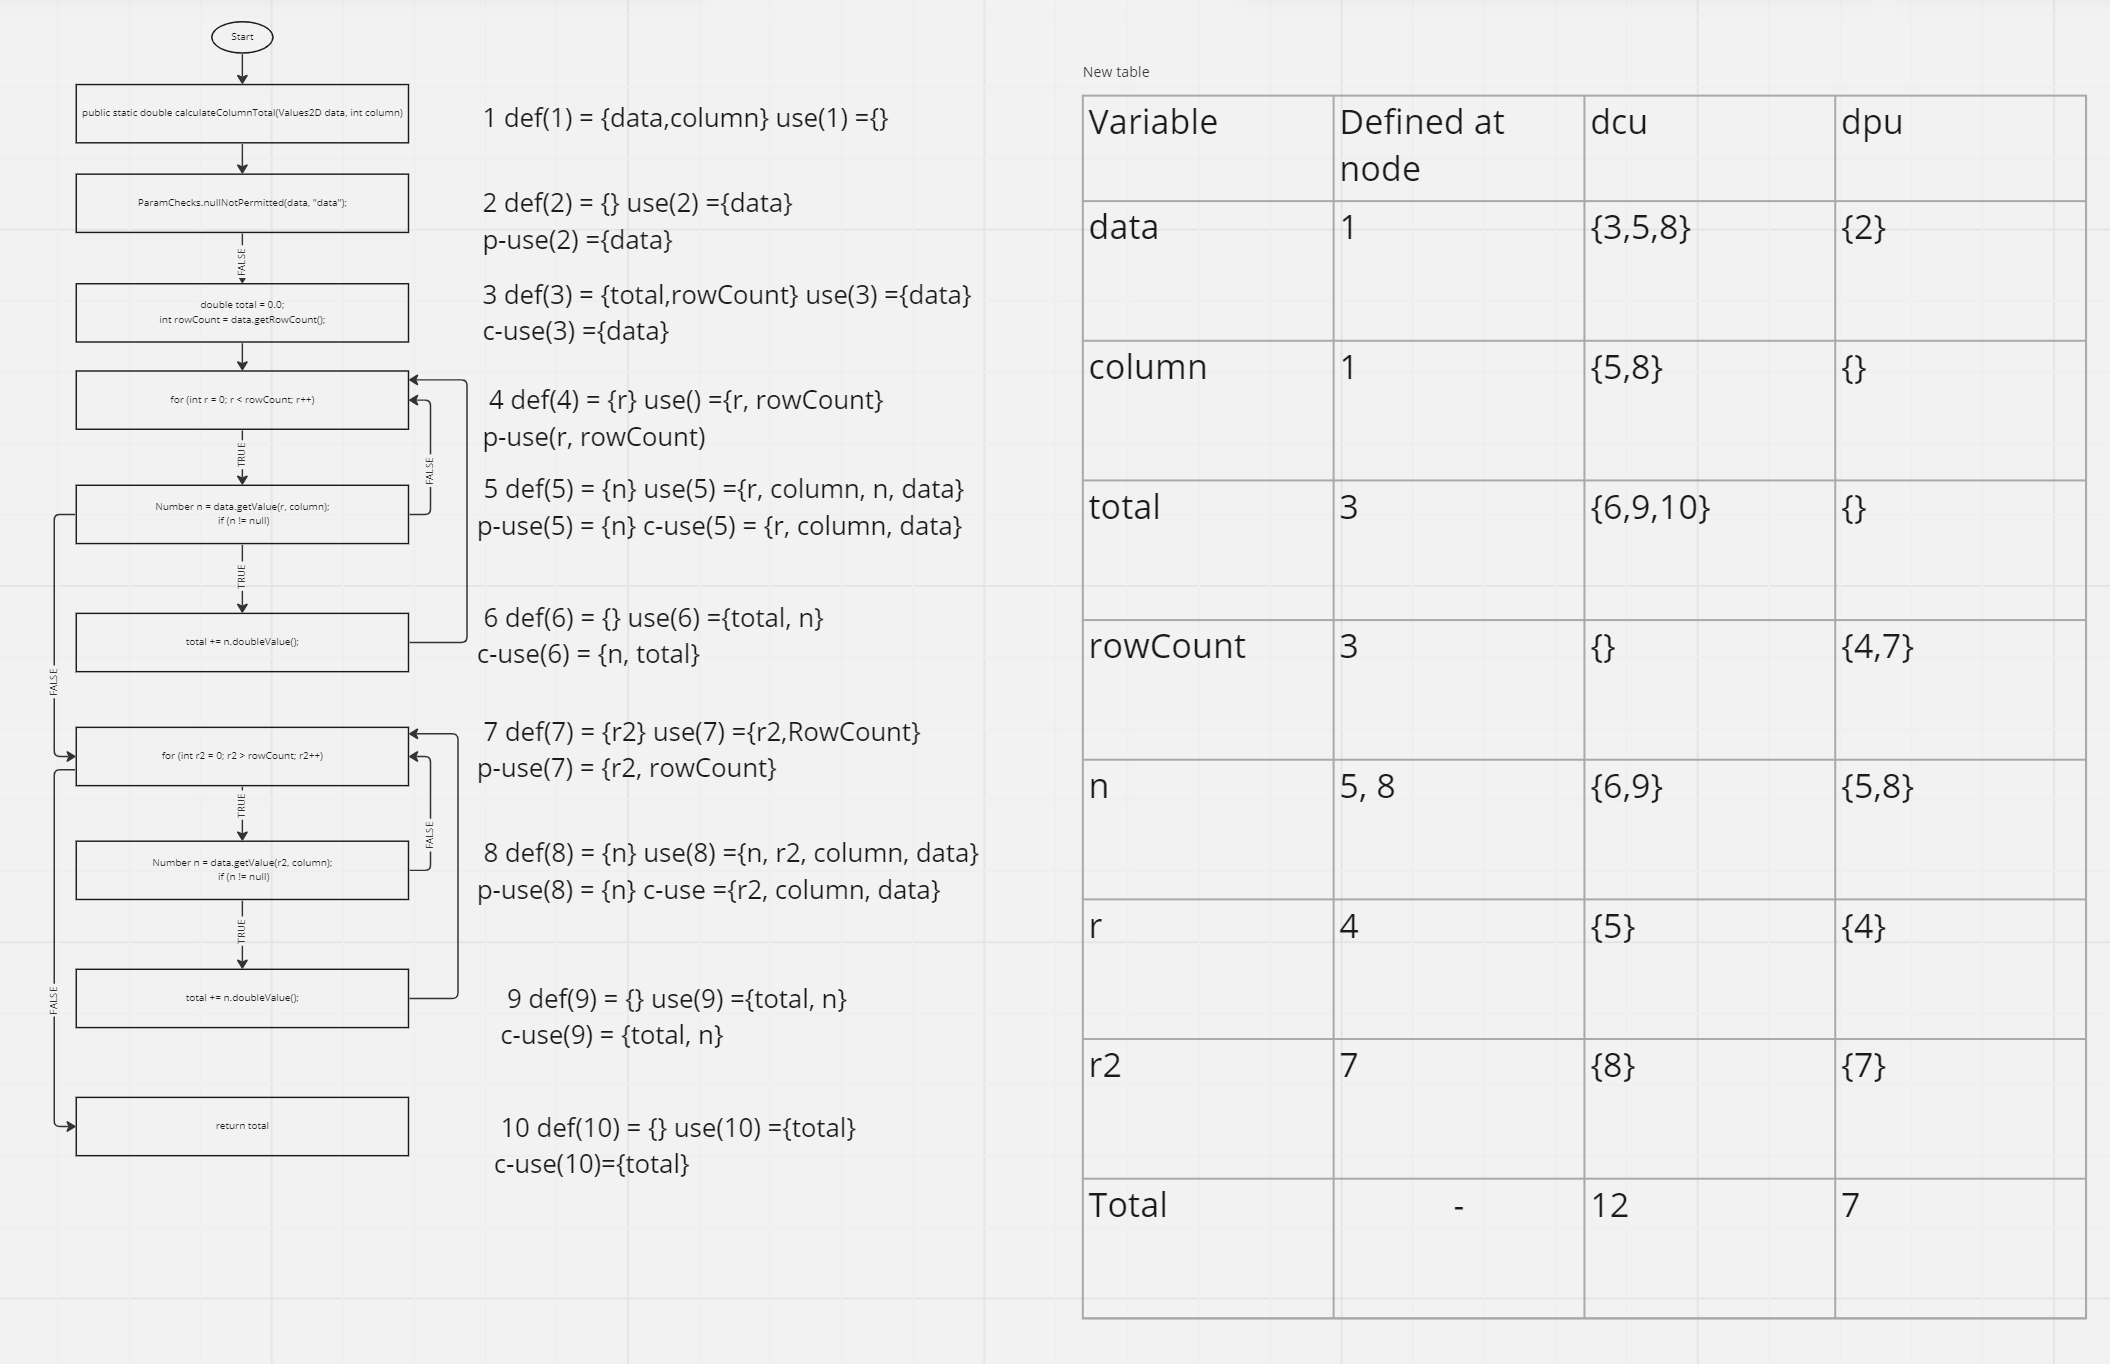 Start
public static double calculateColumnTotal(Values2D data, int column)
1 def(1) = {data,column} use(1) ={}
ParamChecks.nullNotPermitted(data, "data");
2 def(2) = {} use(2) ={data}
p-use(2) ={data}
FALSE
double total = 0.0;
int rowCount = data.getRowCount();
3 def(3) = {total,rowCount} use(3) ={data}
c-use(3) ={data}
for (int r = 0; r < rowCount; r++)
4 def(4) = {r} use() ={r, rowCount}
p-use(r, rowCount)
TRUE
FALSE
Number n = data.getValue(r, column);
if (n != null)
5 def(5) = {n} use(5) ={r, column, n, data}
p-use(5) = {n} c-use(5) = {r, column, data}
TRUE
total += n.doubleValue();
6 def(6) = {} use(6) ={total, n}
c-use(6) = {n, total}
FALSE
for (int r2 = 0; r2 > rowCount; r2++)
7 def(7) = {r2} use(7) ={r2,RowCount}
p-use(7) = {r2, rowCount}
TRUE
FALSE
Number n = data.getValue(r2, column);
if (n != null)
8 def(8) = {n} use(8) ={n, r2, column, data}
p-use(8) = {n} c-use ={r2, column, data}
TRUE
total += n.doubleValue();
9 def(9) = {} use(9) ={total, n}
c-use(9) = {total, n}
FALSE
return total
10 def(10) = {} use(10) ={total}
c-use(10)={total}
New table
Variable Defined at node dcu dpu
data 1 {3,5,8} {2}
column 1 {5,8} {}
total 3 {6,9,10} {}
rowCount 3 {} {4,7}
n 5, 8 {6,9} {5,8}
r 4 {5} {4}
r2 7 {8} {7}
Total - 12 7